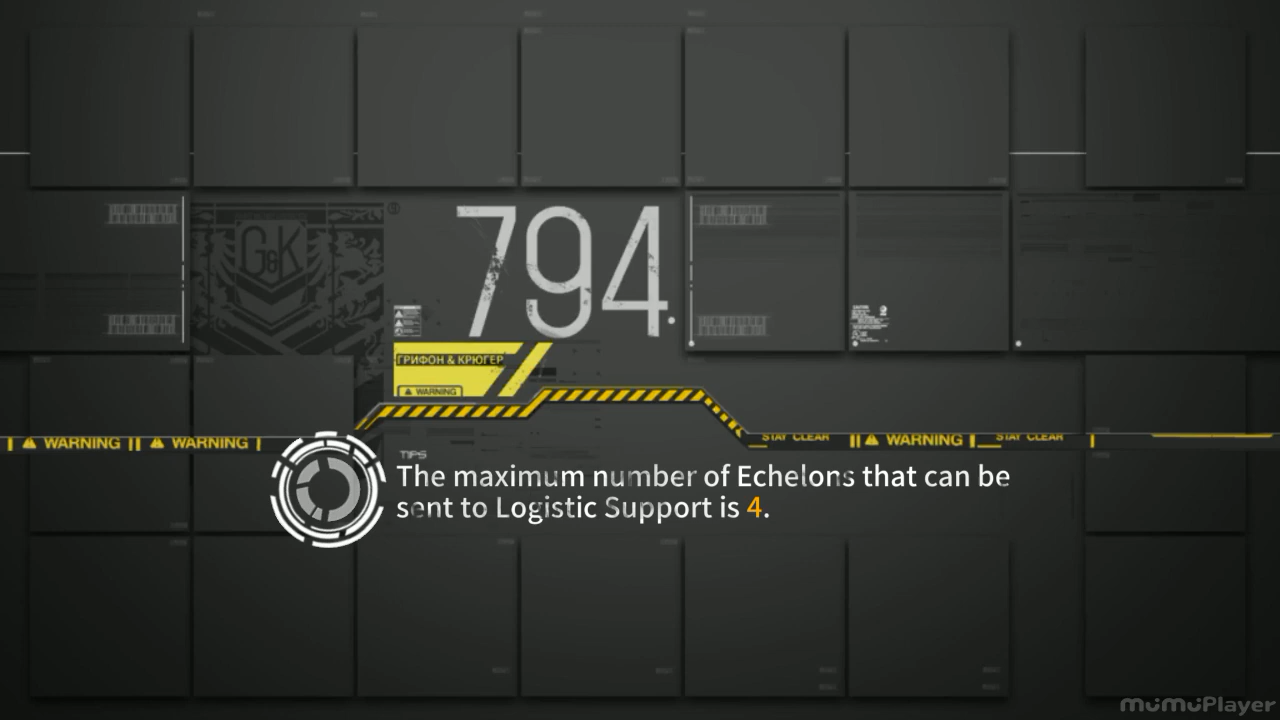 G&K
794.
ГРИФОН & КРЮГЕР
WARNING
WARNING
WARNING
STAY CLEAR
WARNING
STAY CLEAR
TIPS
The maximum number of Echelons that can be
sent to Logistic Support is 4.
MuMuPlayer